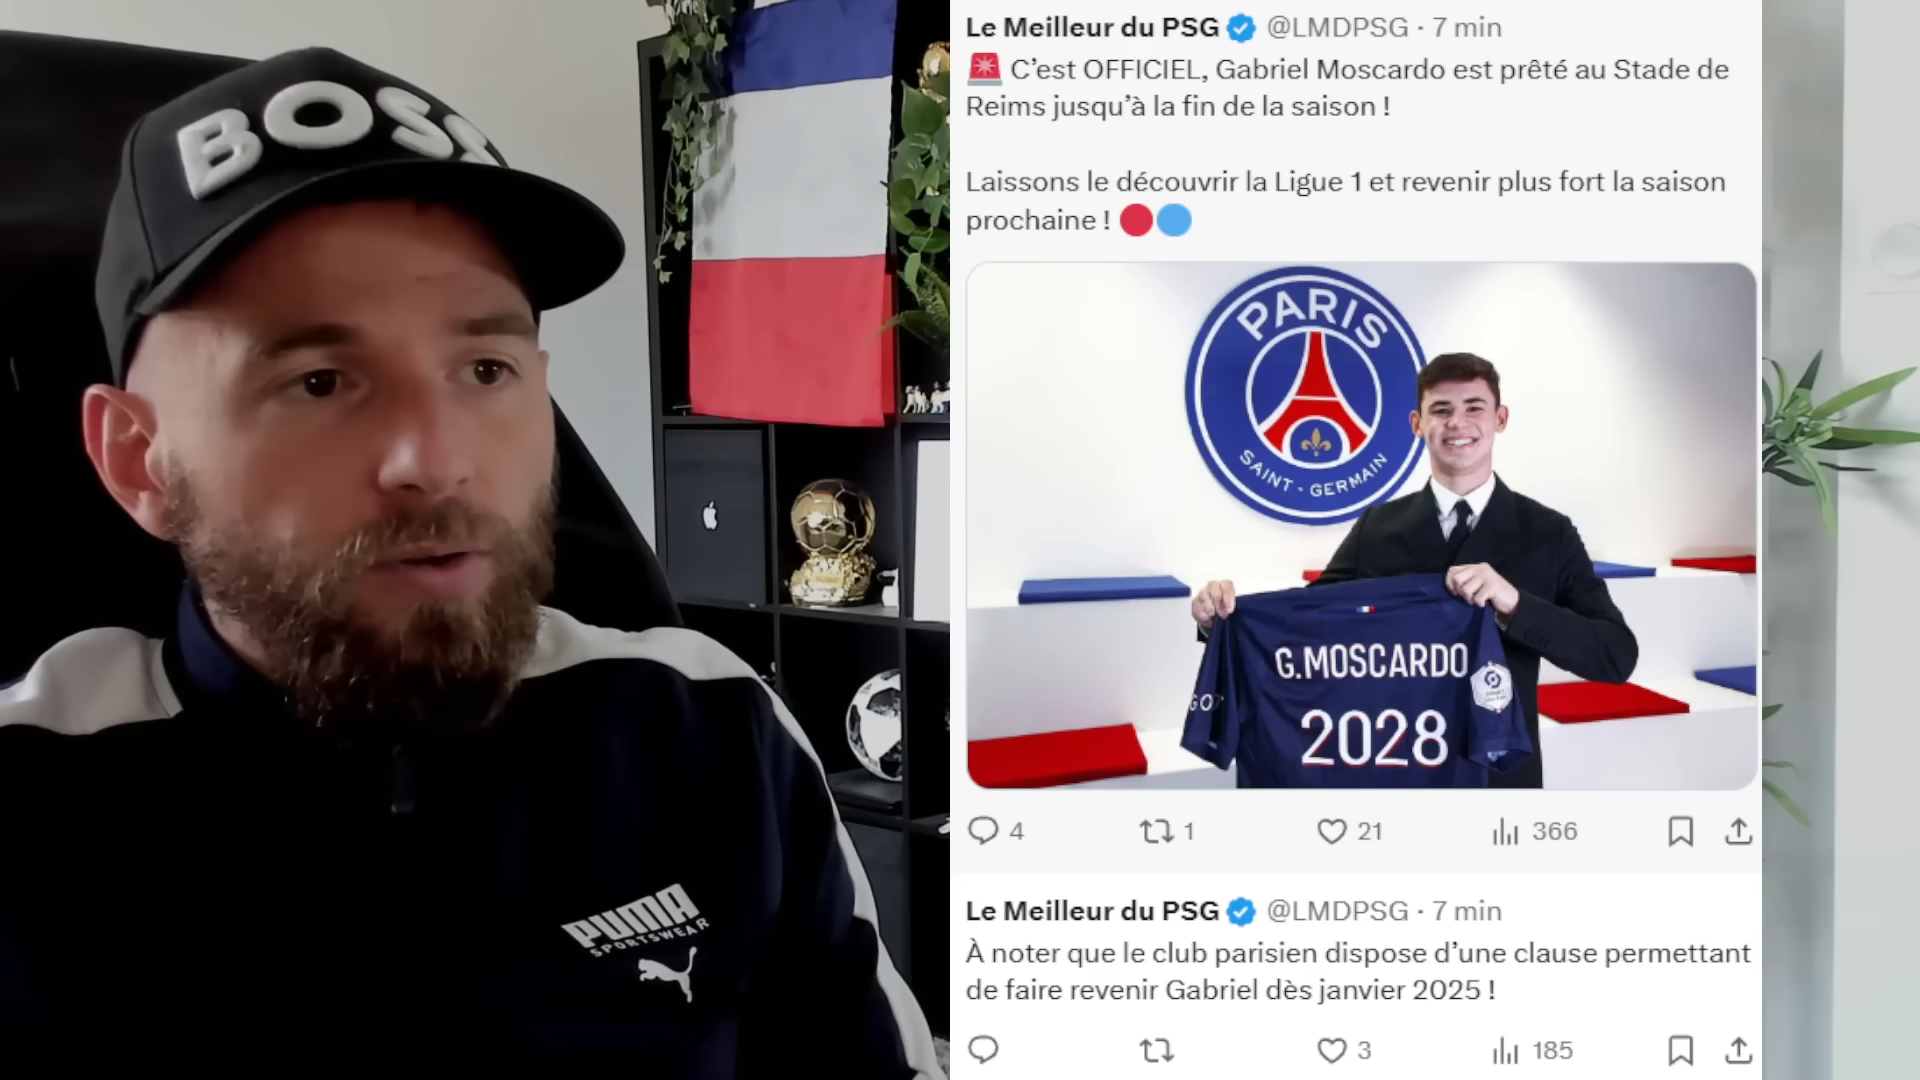 BOSS
PUMA
SPORTSWEAR
Le Meilleur du PSG @LMDPSG · 7 min
🚨 C’est OFFICIEL, Gabriel Moscardo est prêté au Stade de
Reims jusqu’à la fin de la saison !
Laissons le découvrir la Ligue 1 et revenir plus fort la saison
prochaine ! 🔴🔵
PARIS
SAINT - GERMAIN
G.MOSCARDO
2028
4 1 21 366
Le Meilleur du PSG @LMDPSG · 7 min
À noter que le club parisien dispose d’une clause permettant
de faire revenir Gabriel dès janvier 2025 !
3 185